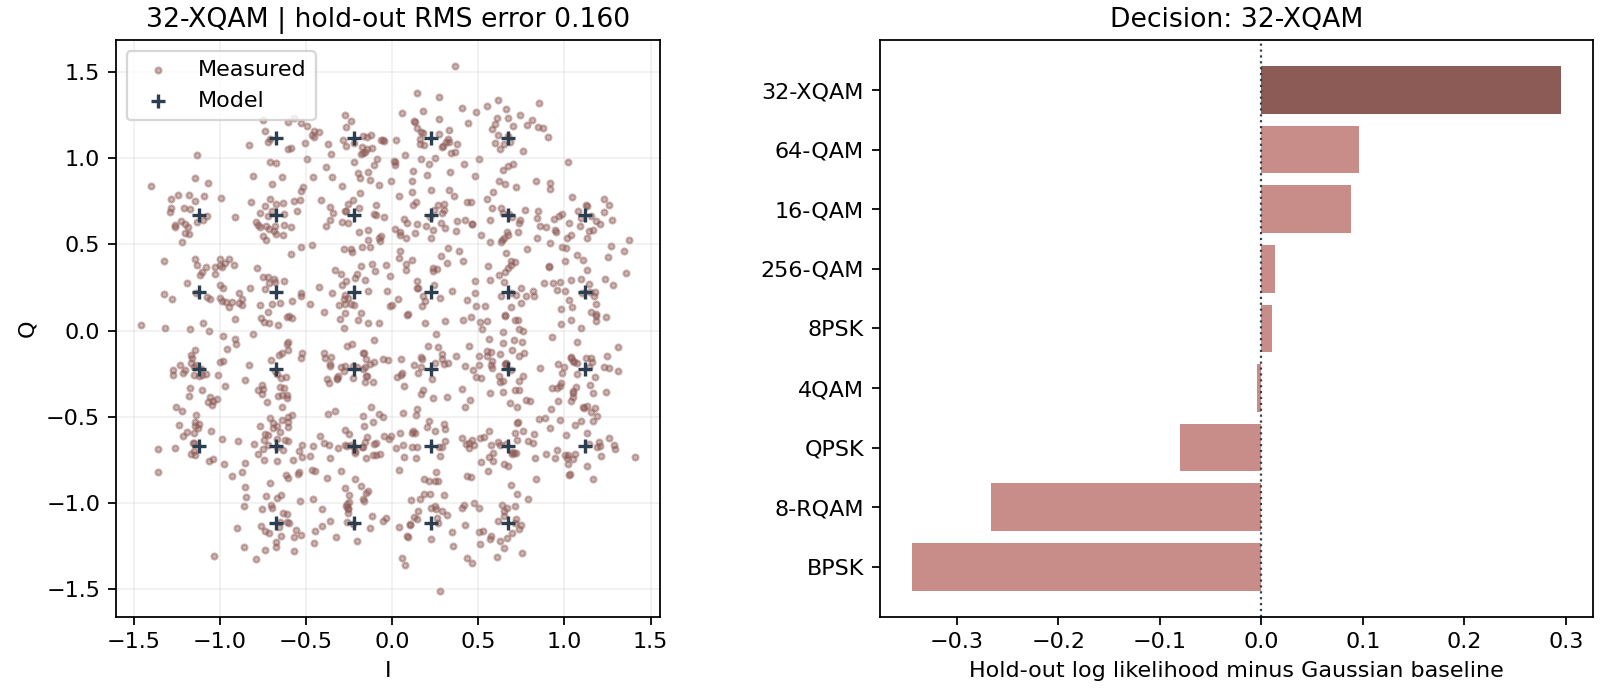 32-XQAM | hold-out RMS error 0.160
Measured
Model
1.5
1.0
0.5
0.0
−0.5
−1.0
−1.5
Q
−1.5 −1.0 −0.5 0.0 0.5 1.0 1.5
I
Decision: 32-XQAM
32-XQAM
64-QAM
16-QAM
256-QAM
8PSK
4QAM
QPSK
8-RQAM
BPSK
−0.3 −0.2 −0.1 0.0 0.1 0.2 0.3
Hold-out log likelihood minus Gaussian baseline